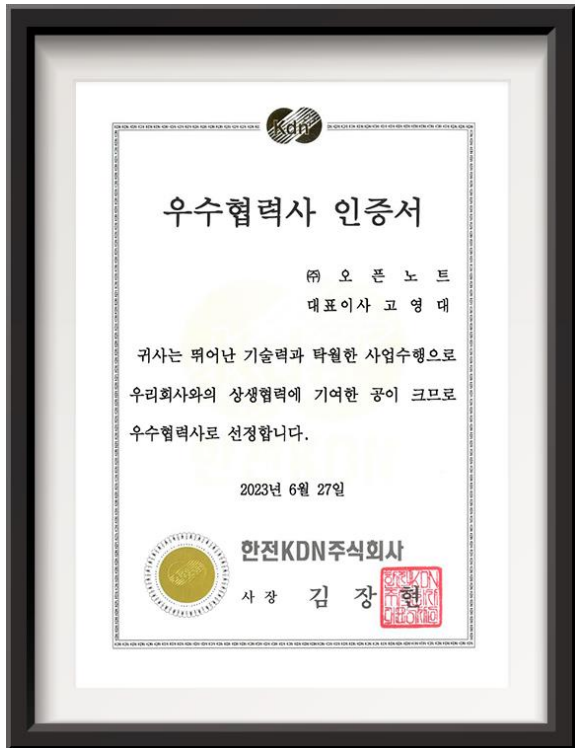 Kdn
우수협력사 인증서
㈜ 오픈노트
대표이사 고영대
귀사는 뛰어난 기술력과 탁월한 사업수행으로
우리회사와의 상생협력에 기여한 공이 크므로
우수협력사로 선정합니다.
2023년 6월 27일
한전KDN주식회사
사장 김장현